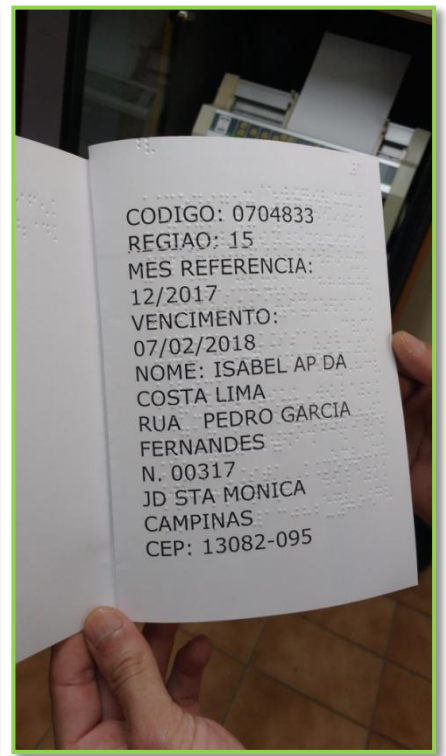 CODIGO: 0704833
REGIAO: 15
MES REFERENCIA:
12/2017
VENCIMENTO:
07/02/2018
NOME: ISABEL AP DA
COSTA LIMA
RUA PEDRO GARCIA
FERNANDES
N. 00317
JD STA MONICA
CAMPINAS
CEP: 13082-095